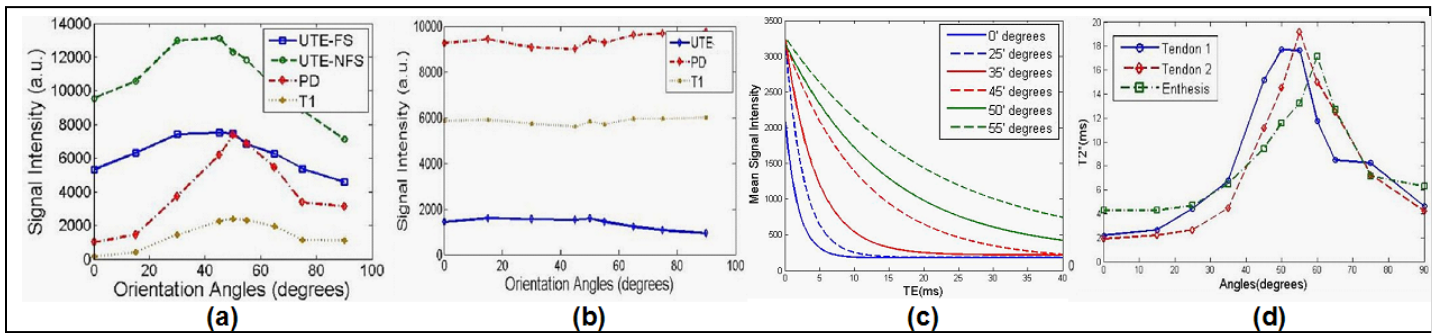 14000
12000
10000
8000
6000
4000
2000
0
0 20 40 60 80 100
Signal Intensity (a.u.)
Orientation Angles (degrees)
UTE-FS
UTE-NFS
PD
T1
(a)
10000
8000
6000
4000
2000
0
0 20 40 60 80 100
Signal Intensity (a.u.)
Orientation Angles (degrees)
UTE
PD
T1
(b)
3500
3000
2500
2000
1500
1000
500
0
0 5 10 15 20 25 30 35 40
Mean Signal Intensity
TE(ms)
0' degrees
25' degrees
35' degrees
45' degrees
50' degrees
55' degrees
(c)
0
20
18
16
14
12
10
8
6
4
2
0
0 10 20 30 40 50 60 70 80 90
T2*(ms)
Angles(degrees)
Tendon 1
Tendon 2
Enthesis
(d)